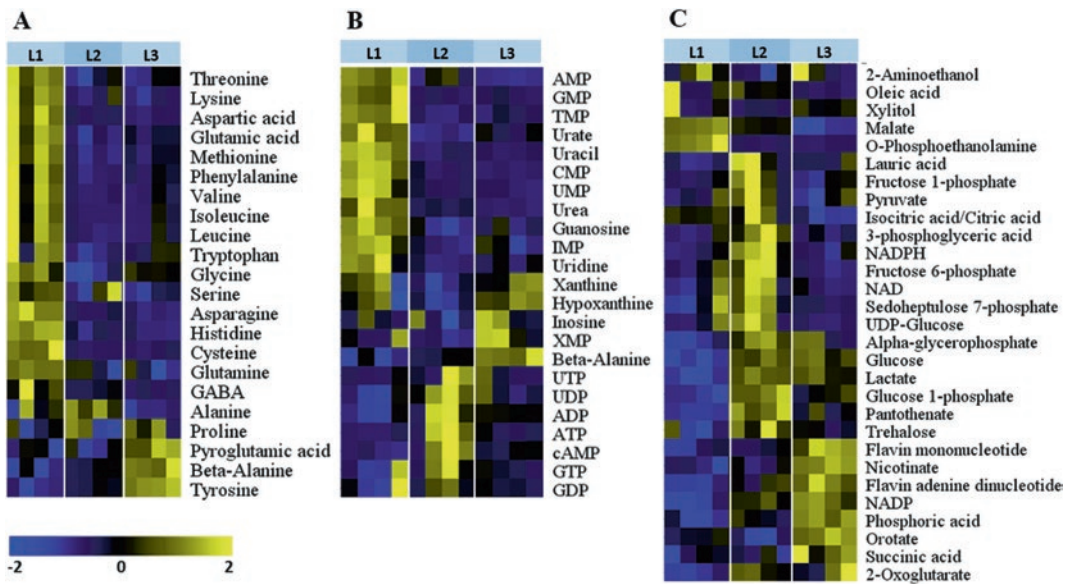 A
L1 L2 L3
Threonine
Lysine
Aspartic acid
Glutamic acid
Methionine
Phenylalanine
Valine
Isoleucine
Leucine
Tryptophan
Glycine
Serine
Asparagine
Histidine
Cysteine
Glutamine
GABA
Alanine
Proline
Pyroglutamic acid
Beta-Alanine
Tyrosine
-2 0 2
B
L1 L2 L3
AMP
GMP
TMP
Urate
Uracil
CMP
UMP
Urea
Guanosine
IMP
Uridine
Xanthine
Hypoxanthine
Inosine
XMP
Beta-Alanine
UTP
UDP
ADP
ATP
cAMP
GTP
GDP
C
L1 L2 L3
2-Aminoethanol
Oleic acid
Xylitol
Malate
O-Phosphoethanolamine
Lauric acid
Fructose 1-phosphate
Pyruvate
Isocitric acid/Citric acid
3-phosphoglyceric acid
NADPH
Fructose 6-phosphate
NAD
Sedoheptulose 7-phosphate
UDP-Glucose
Alpha-glycerophosphate
Glucose
Lactate
Glucose 1-phosphate
Pantothenate
Trehalose
Flavin mononucleotide
Nicotinate
Flavin adenine dinucleotide
NADP
Phosphoric acid
Orotate
Succinic acid
2-Oxoglutarate